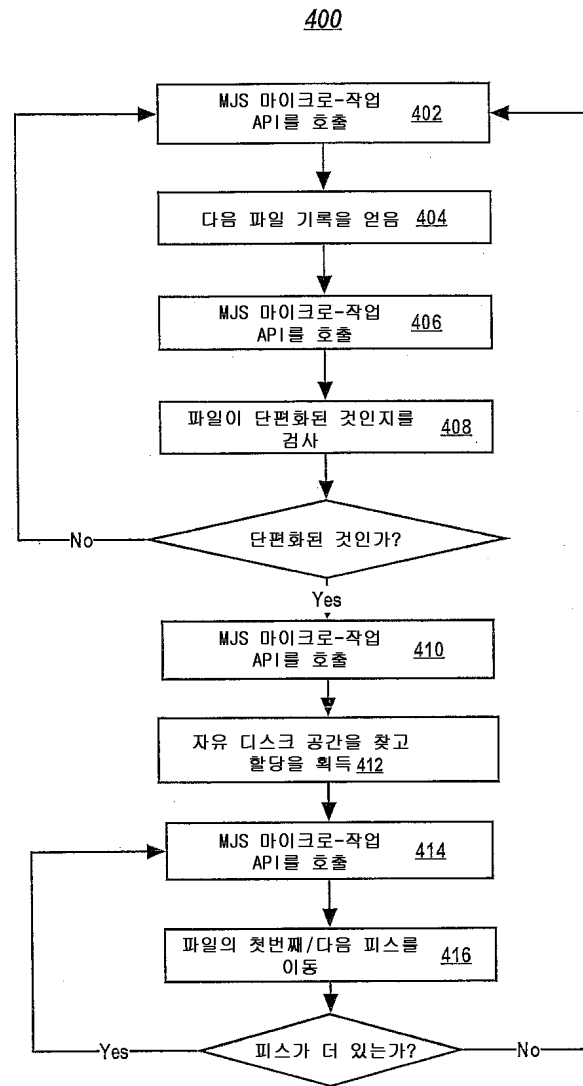 400
MJS 마이크로-작업
API를 호출 402
다음 파일 기록을 얻음 404
MJS 마이크로-작업
API를 호출 406
파일이 단편화된 것인지를
검사 408
단편화된 것인가?
No
Yes
MJS 마이크로-작업
API를 호출 410
자유 디스크 공간을 찾고
할당을 획득 412
MJS 마이크로-작업
API를 호출 414
파일의 첫번째/다음 피스를
이동 416
피스가 더 있는가?
Yes
No